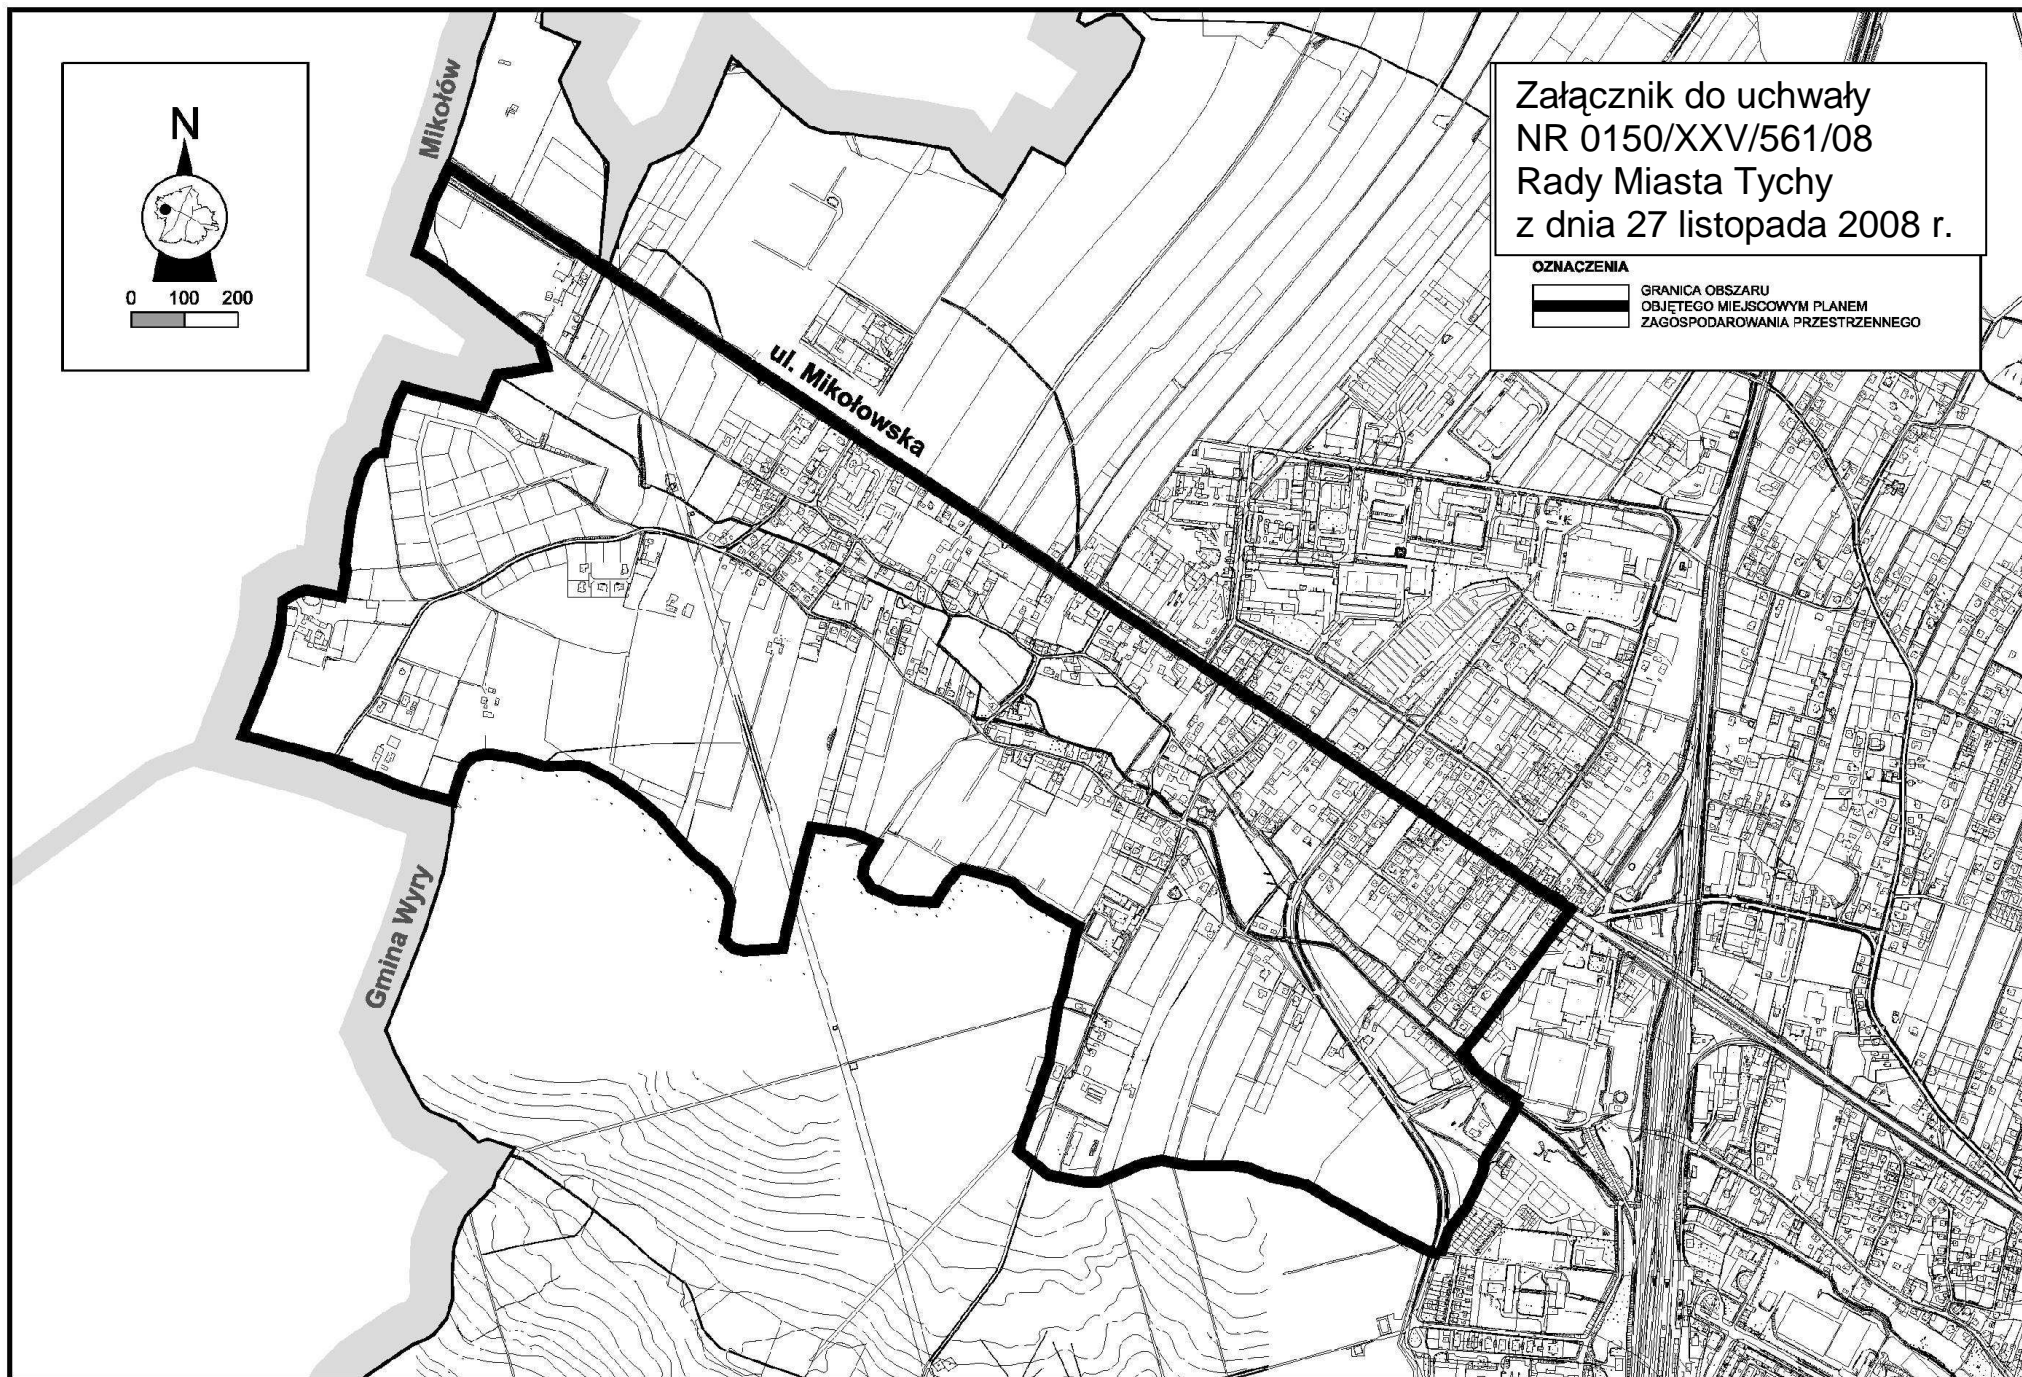 N
0 100 200
Mikołów
Załącznik do uchwały
NR 0150/XXV/561/08
Rady Miasta Tychy
z dnia 27 listopada 2008 r.
OZNACZENIA
GRANICA OBSZARU
OBJĘTEGO MIEJSCOWYM PLANEM
ZAGOSPODAROWANIA PRZESTRZENNEGO
ul. Mikołowska
Gmina Wyry